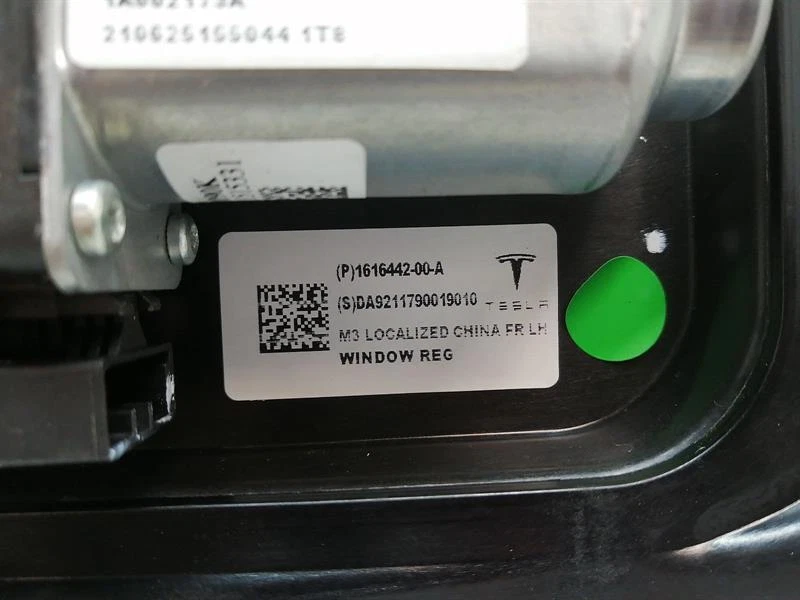 210625155044 1T8
(P)1616442-00-A
(S)DA9211790019010
TESLA
M3 LOCALIZED CHINA FR LH
WINDOW REG